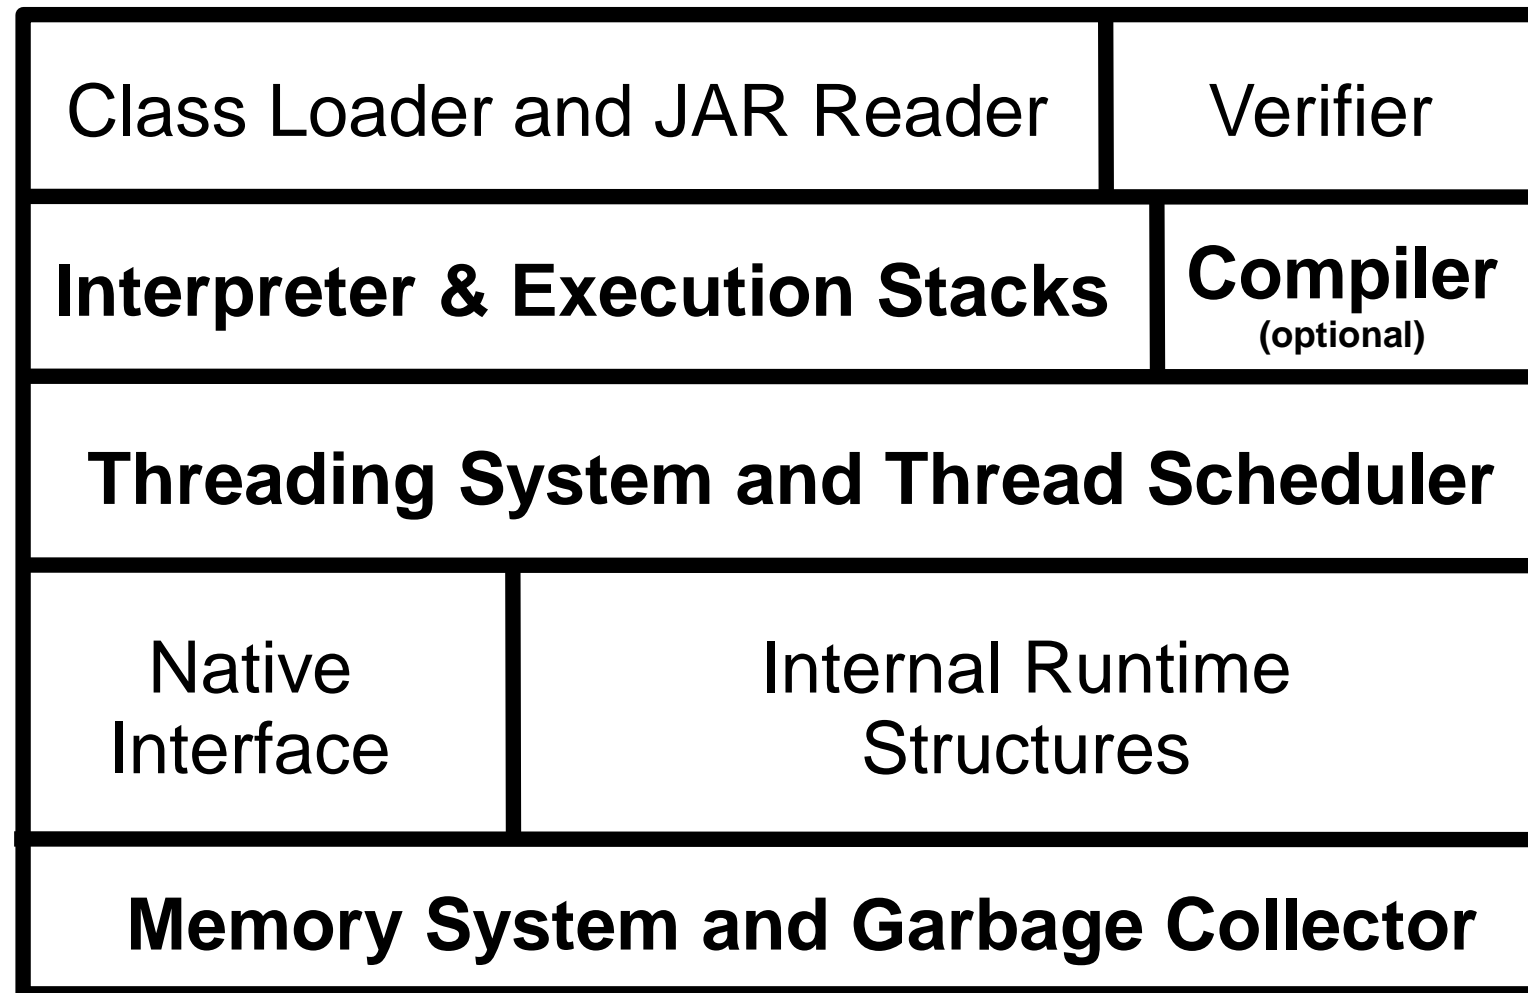 Class Loader and JAR Reader
Verifier
Interpreter & Execution Stacks
Compiler
(optional)
Threading System and Thread Scheduler
Native
Interface
Internal Runtime
Structures
Memory System and Garbage Collector